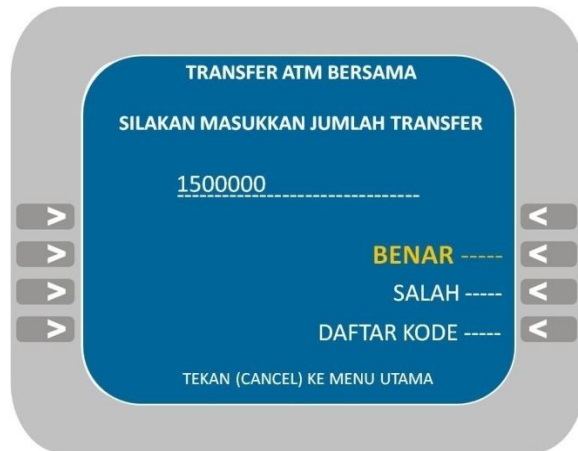 TRANSFER ATM BERSAMA
SILAKAN MASUKKAN JUMLAH TRANSFER
1500000
BENAR -----
SALAH -----
DAFTAR KODE -----
TEKAN (CANCEL) KE MENU UTAMA